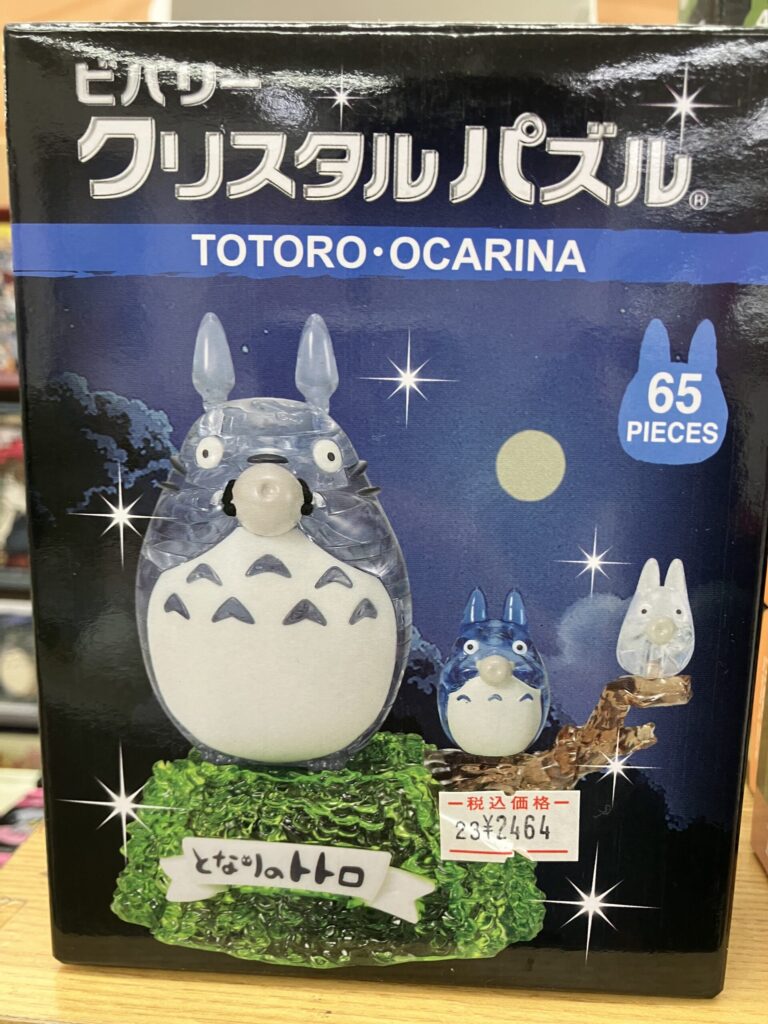 ビバリー
クリスタルパズル®
TOTORO・OCARINA
65
PIECES
税込価格
23¥2464
となりのトトロ